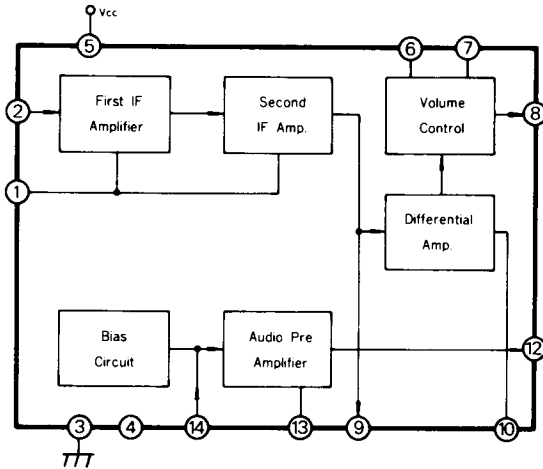 Vcc
5
6
7
2
First IF
Amplifier
Second
IF Amp.
Volume
Control
8
1
Differential
Amp.
Bias
Circuit
Audio Pre
Amplifier
12
3
4
14
13
9
10